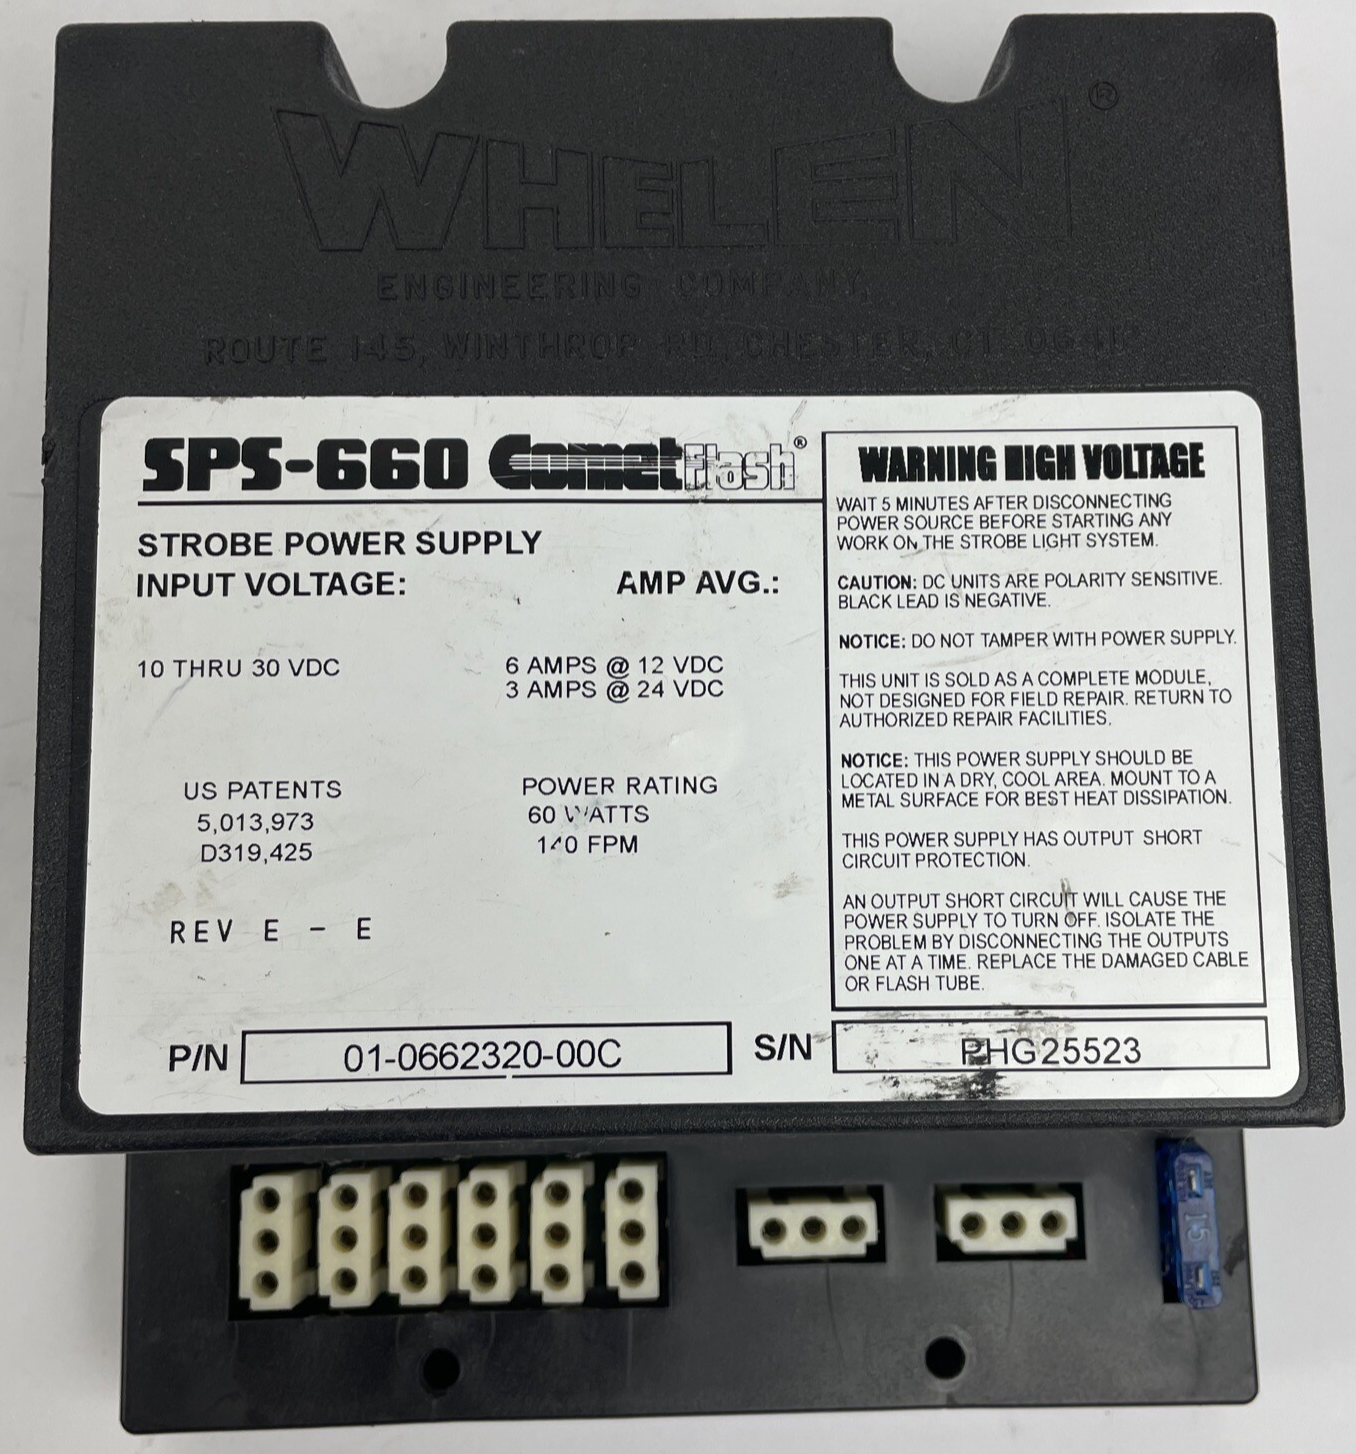 WHELEN®
ENGINEERING COMPANY,
ROUTE 145, WINTHROP RD, CHESTER, CT
SPS-660 CometFlash®
STROBE POWER SUPPLY
INPUT VOLTAGE: AMP AVG.:
10 THRU 30 VDC
6 AMPS @ 12 VDC
3 AMPS @ 24 VDC
US PATENTS
5,013,973
D319,425
POWER RATING
60 WATTS
FPM
REV E - E
WARNING HIGH VOLTAGE
WAIT 5 MINUTES AFTER DISCONNECTING
POWER SOURCE BEFORE STARTING ANY
WORK ON THE STROBE LIGHT SYSTEM.
CAUTION: DC UNITS ARE POLARITY SENSITIVE.
BLACK LEAD IS NEGATIVE.
NOTICE: DO NOT TAMPER WITH POWER SUPPLY.
THIS UNIT IS SOLD AS A COMPLETE MODULE,
NOT DESIGNED FOR FIELD REPAIR. RETURN TO
AUTHORIZED REPAIR FACILITIES.
NOTICE: THIS POWER SUPPLY SHOULD BE
LOCATED IN A DRY, COOL AREA. MOUNT TO A
METAL SURFACE FOR BEST HEAT DISSIPATION.
THIS POWER SUPPLY HAS OUTPUT SHORT
CIRCUIT PROTECTION.
AN OUTPUT SHORT CIRCUIT WILL CAUSE THE
POWER SUPPLY TO TURN OFF. ISOLATE THE
PROBLEM BY DISCONNECTING THE OUTPUTS
ONE AT A TIME. REPLACE THE DAMAGED CABLE
OR FLASH TUBE.
P/N 01-0662320-00C
S/N PHG25523
15